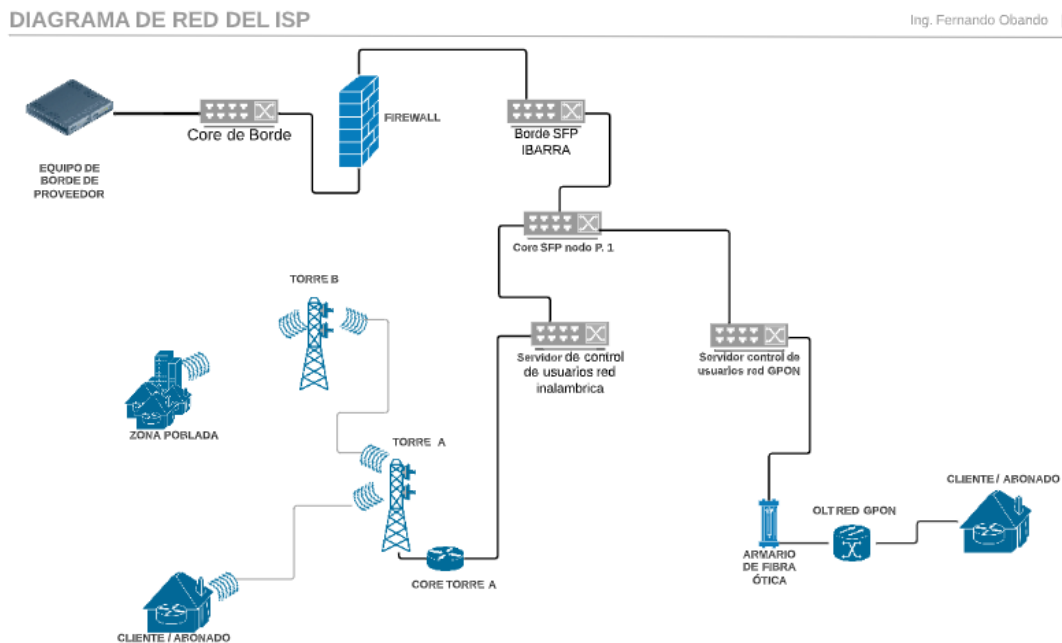 DIAGRAMA DE RED DEL ISP
Ing. Fernando Obando
FIREWALL
Core de Borde
Borde SFP
IBARRA
EQUIPO DE
BORDE DE
PROVEEDOR
Core SFP nodo P. 1
TORRE B
Servidor de control
de usuarios red
inalambrica
Servidor control de
usuarios red GPON
ZONA POBLADA
TORRE A
CLIENTE / ABONADO
OLT RED GPON
ARMARIO
DE FIBRA
ÓTICA
CORE TORRE A
CLIENTE / ABONADO